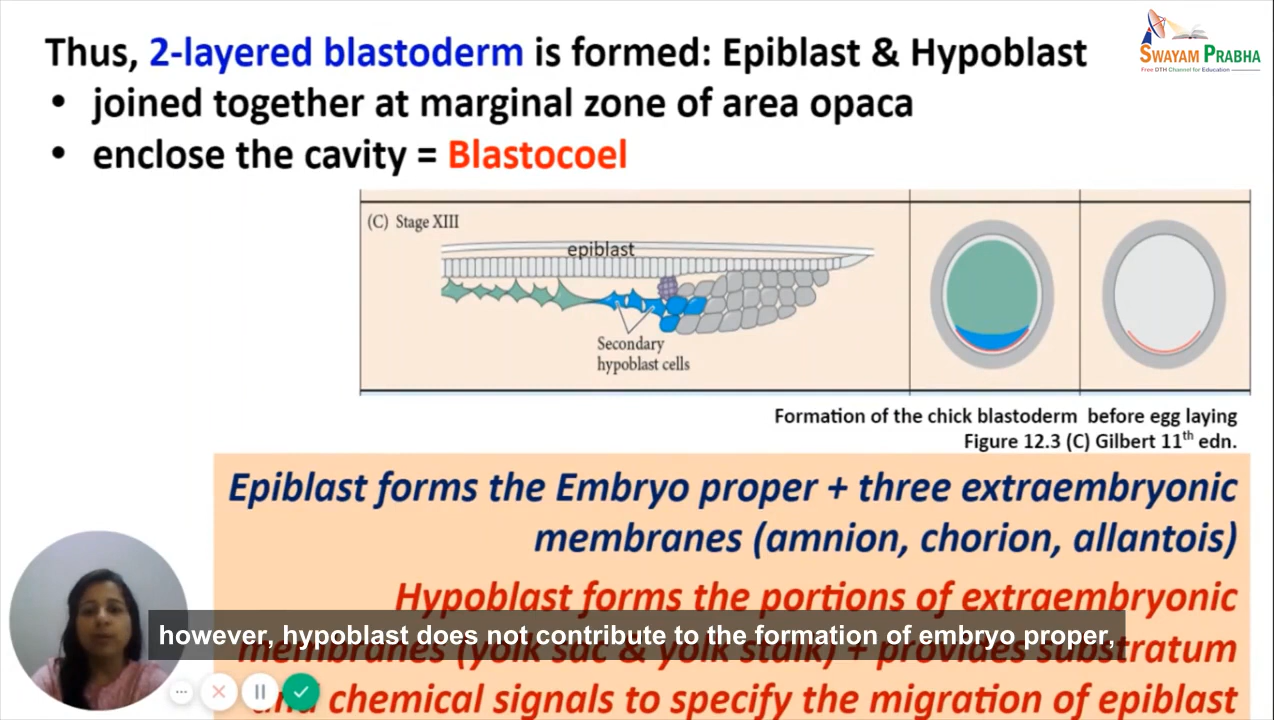 SWAYAM PRABHA
Free DTH Channel for Education
Thus, 2-layered blastoderm is formed: Epiblast & Hypoblast
• joined together at marginal zone of area opaca
• enclose the cavity = Blastocoel
(C) Stage XIII
epiblast
Secondary
hypoblast cells
Formation of the chick blastoderm before egg laying
Figure 12.3 (C) Gilbert 11th edn.
Epiblast forms the Embryo proper + three extraembryonic
membranes (amnion, chorion, allantois)
Hypoblast forms the portions of extraembryonic
however, hypoblast does not contribute to the formation of embryo proper,
membranes (yolk sac & yolk stalk) + provides substratum
chemical signals to specify the migration of epiblast